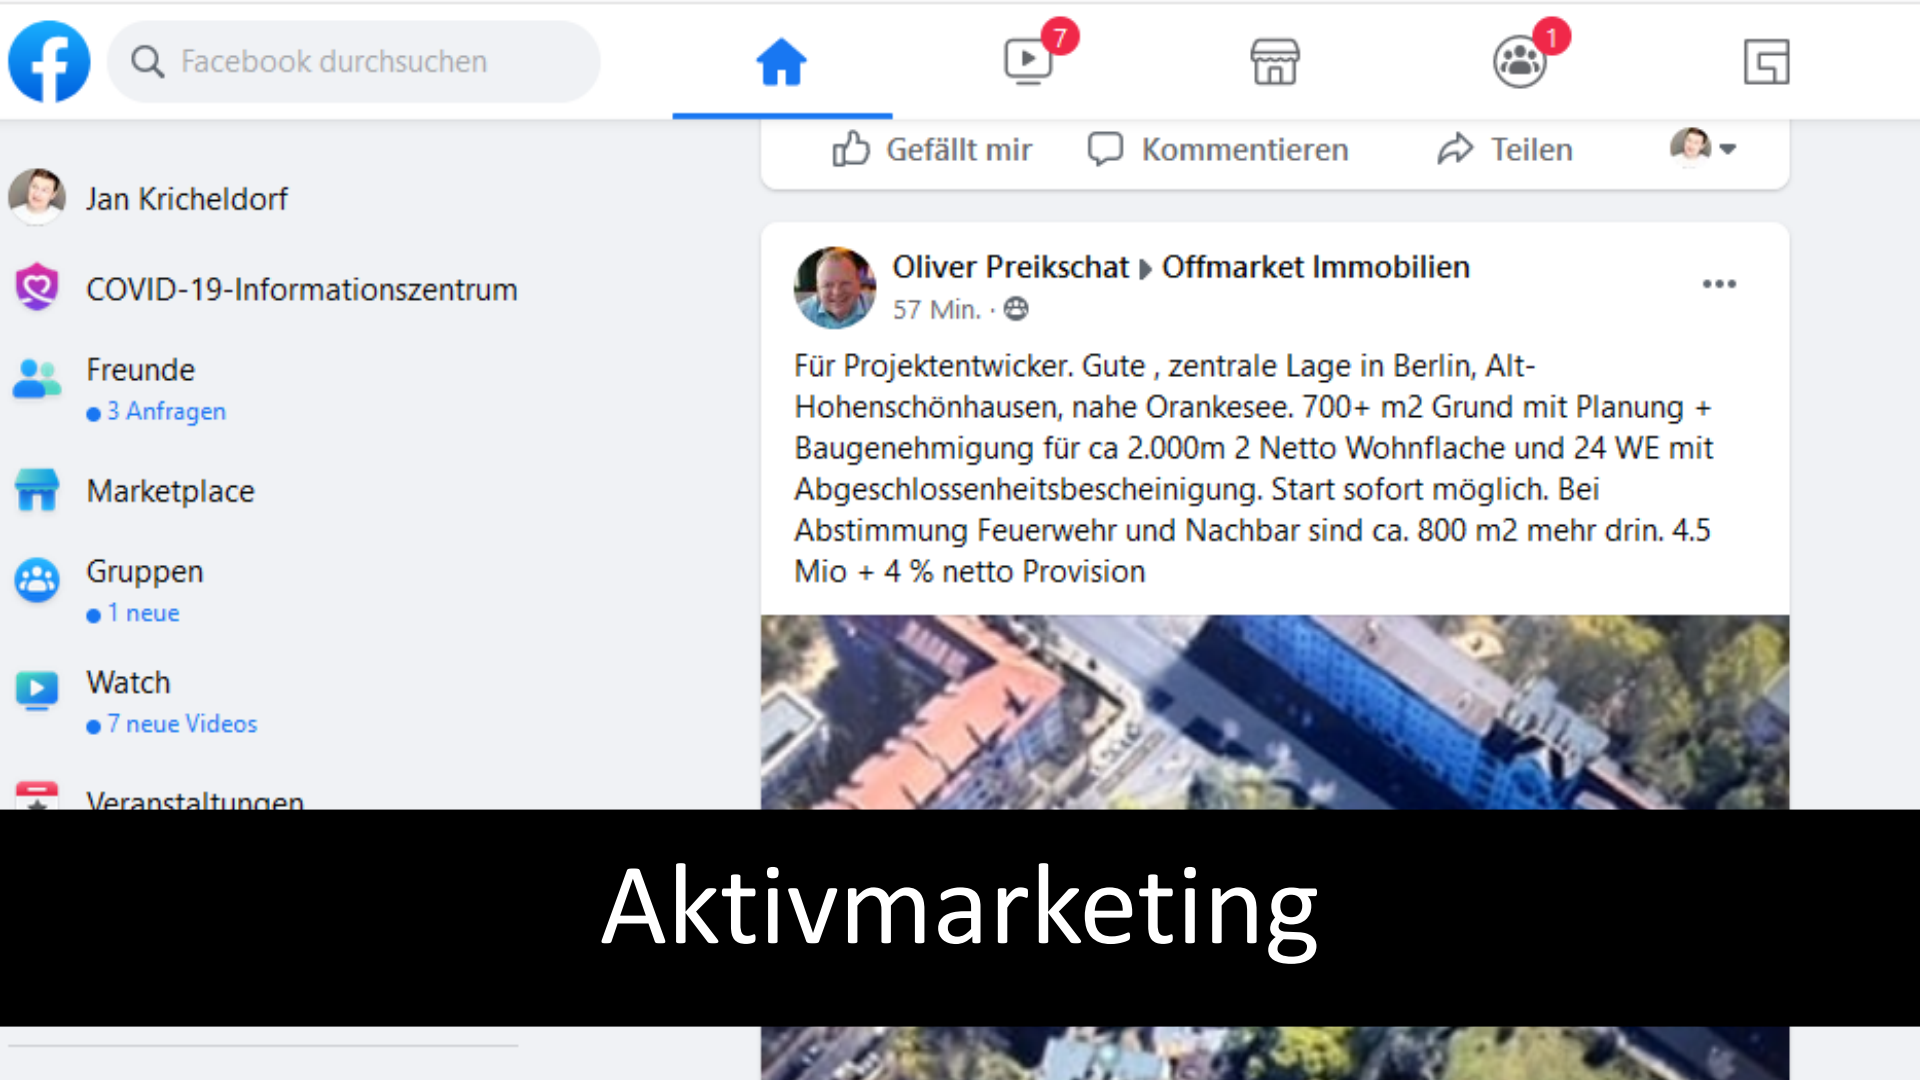 Facebook durchsuchen
7
1
Gefällt mir
Kommentieren
Teilen
Jan Kricheldorf
COVID-19-Informationszentrum
Freunde
3 Anfragen
Marketplace
Gruppen
1 neue
Watch
7 neue Videos
Veranstaltungen
Oliver Preikschat Offmarket Immobilien
57 Min. ·
Für Projektentwicker. Gute , zentrale Lage in Berlin, Alt-
Hohenschönhausen, nahe Orankesee. 700+ m2 Grund mit Planung +
Baugenehmigung für ca 2.000m 2 Netto Wohnflache und 24 WE mit
Abgeschlossenheitsbescheinigung. Start sofort möglich. Bei
Abstimmung Feuerwehr und Nachbar sind ca. 800 m2 mehr drin. 4.5
Mio + 4 % netto Provision
Aktivmarketing